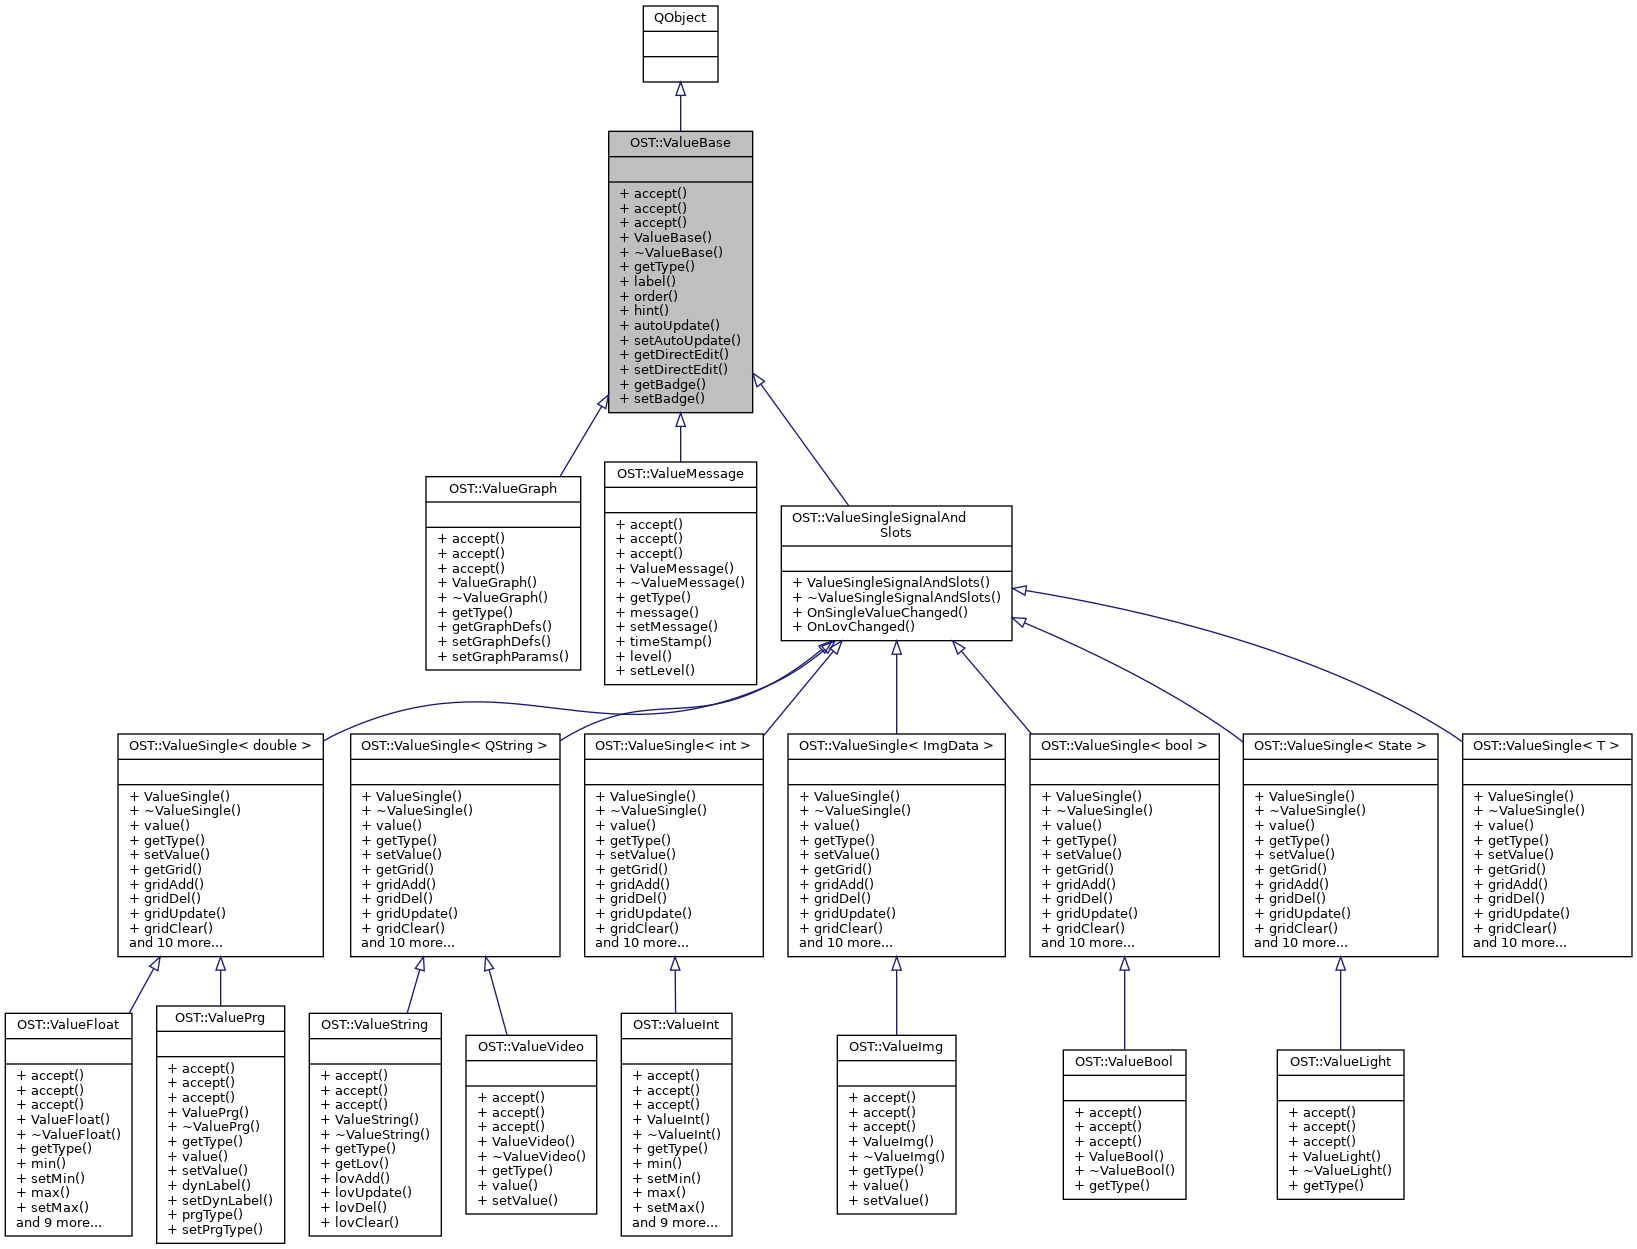 QObject
OST::ValueBase
+ accept()
+ accept()
+ accept()
+ ValueBase()
+ ~ValueBase()
+ getType()
+ label()
+ order()
+ hint()
+ autoUpdate()
+ setAutoUpdate()
+ getDirectEdit()
+ setDirectEdit()
+ getBadge()
+ setBadge()
OST::ValueGraph
+ accept()
+ accept()
+ accept()
+ ValueGraph()
+ ~ValueGraph()
+ getType()
+ getGraphDefs()
+ setGraphDefs()
+ setGraphParams()
OST::ValueMessage
+ accept()
+ accept()
+ accept()
+ ValueMessage()
+ ~ValueMessage()
+ getType()
+ message()
+ setMessage()
+ timeStamp()
+ level()
+ setLevel()
OST::ValueSingleSignalAnd
Slots
+ ValueSingleSignalAndSlots()
+ ~ValueSingleSignalAndSlots()
+ OnSingleValueChanged()
+ OnLovChanged()
OST::ValueSingle< double >
+ ValueSingle()
+ ~ValueSingle()
+ value()
+ getType()
+ setValue()
+ getGrid()
+ gridAdd()
+ gridDel()
+ gridUpdate()
+ gridClear()
and 10 more...
OST::ValueSingle< QString >
+ ValueSingle()
+ ~ValueSingle()
+ value()
+ getType()
+ setValue()
+ getGrid()
+ gridAdd()
+ gridDel()
+ gridUpdate()
+ gridClear()
and 10 more...
OST::ValueSingle< int >
+ ValueSingle()
+ ~ValueSingle()
+ value()
+ getType()
+ setValue()
+ getGrid()
+ gridAdd()
+ gridDel()
+ gridUpdate()
+ gridClear()
and 10 more...
OST::ValueSingle< ImgData >
+ ValueSingle()
+ ~ValueSingle()
+ value()
+ getType()
+ setValue()
+ getGrid()
+ gridAdd()
+ gridDel()
+ gridUpdate()
+ gridClear()
and 10 more...
OST::ValueSingle< bool >
+ ValueSingle()
+ ~ValueSingle()
+ value()
+ getType()
+ setValue()
+ getGrid()
+ gridAdd()
+ gridDel()
+ gridUpdate()
+ gridClear()
and 10 more...
OST::ValueSingle< State >
+ ValueSingle()
+ ~ValueSingle()
+ value()
+ getType()
+ setValue()
+ getGrid()
+ gridAdd()
+ gridDel()
+ gridUpdate()
+ gridClear()
and 10 more...
OST::ValueSingle< T >
+ ValueSingle()
+ ~ValueSingle()
+ value()
+ getType()
+ setValue()
+ getGrid()
+ gridAdd()
+ gridDel()
+ gridUpdate()
+ gridClear()
and 10 more...
OST::ValueFloat
+ accept()
+ accept()
+ accept()
+ ValueFloat()
+ ~ValueFloat()
+ getType()
+ min()
+ setMin()
+ max()
+ setMax()
and 9 more...
OST::ValuePrg
+ accept()
+ accept()
+ accept()
+ ValuePrg()
+ ~ValuePrg()
+ getType()
+ value()
+ setValue()
+ dynLabel()
+ setDynLabel()
+ prgType()
+ setPrgType()
OST::ValueString
+ accept()
+ accept()
+ accept()
+ ValueString()
+ ~ValueString()
+ getType()
+ getLov()
+ lovAdd()
+ lovUpdate()
+ lovDel()
+ lovClear()
OST::ValueVideo
+ accept()
+ accept()
+ accept()
+ ValueVideo()
+ ~ValueVideo()
+ getType()
+ value()
+ setValue()
OST::ValueInt
+ accept()
+ accept()
+ accept()
+ ValueInt()
+ ~ValueInt()
+ getType()
+ min()
+ setMin()
+ max()
+ setMax()
and 9 more...
OST::ValueImg
+ accept()
+ accept()
+ accept()
+ ValueImg()
+ ~ValueImg()
+ getType()
+ value()
+ setValue()
OST::ValueBool
+ accept()
+ accept()
+ accept()
+ ValueBool()
+ ~ValueBool()
+ getType()
OST::ValueLight
+ accept()
+ accept()
+ accept()
+ ValueLight()
+ ~ValueLight()
+ getType()